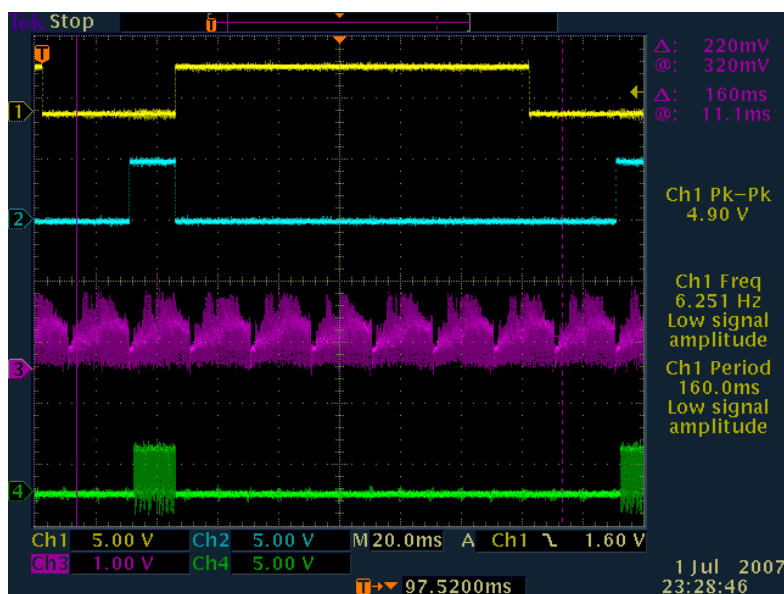 Tek Stop
T
T
Δ: 220mV
@: 320mV
Δ: 160ms
@: 11.1ms
1
2
3
4
Ch1 Pk-Pk
4.90 V
Ch1 Freq
6.251 Hz
Low signal
amplitude
Ch1 Period
160.0ms
Low signal
amplitude
Ch1 5.00 V Ch2 5.00 V M 20.0ms A Ch1 1.60 V
Ch3 1.00 V Ch4 5.00 V
T 97.5200ms
1 Jul 2007
23:28:46